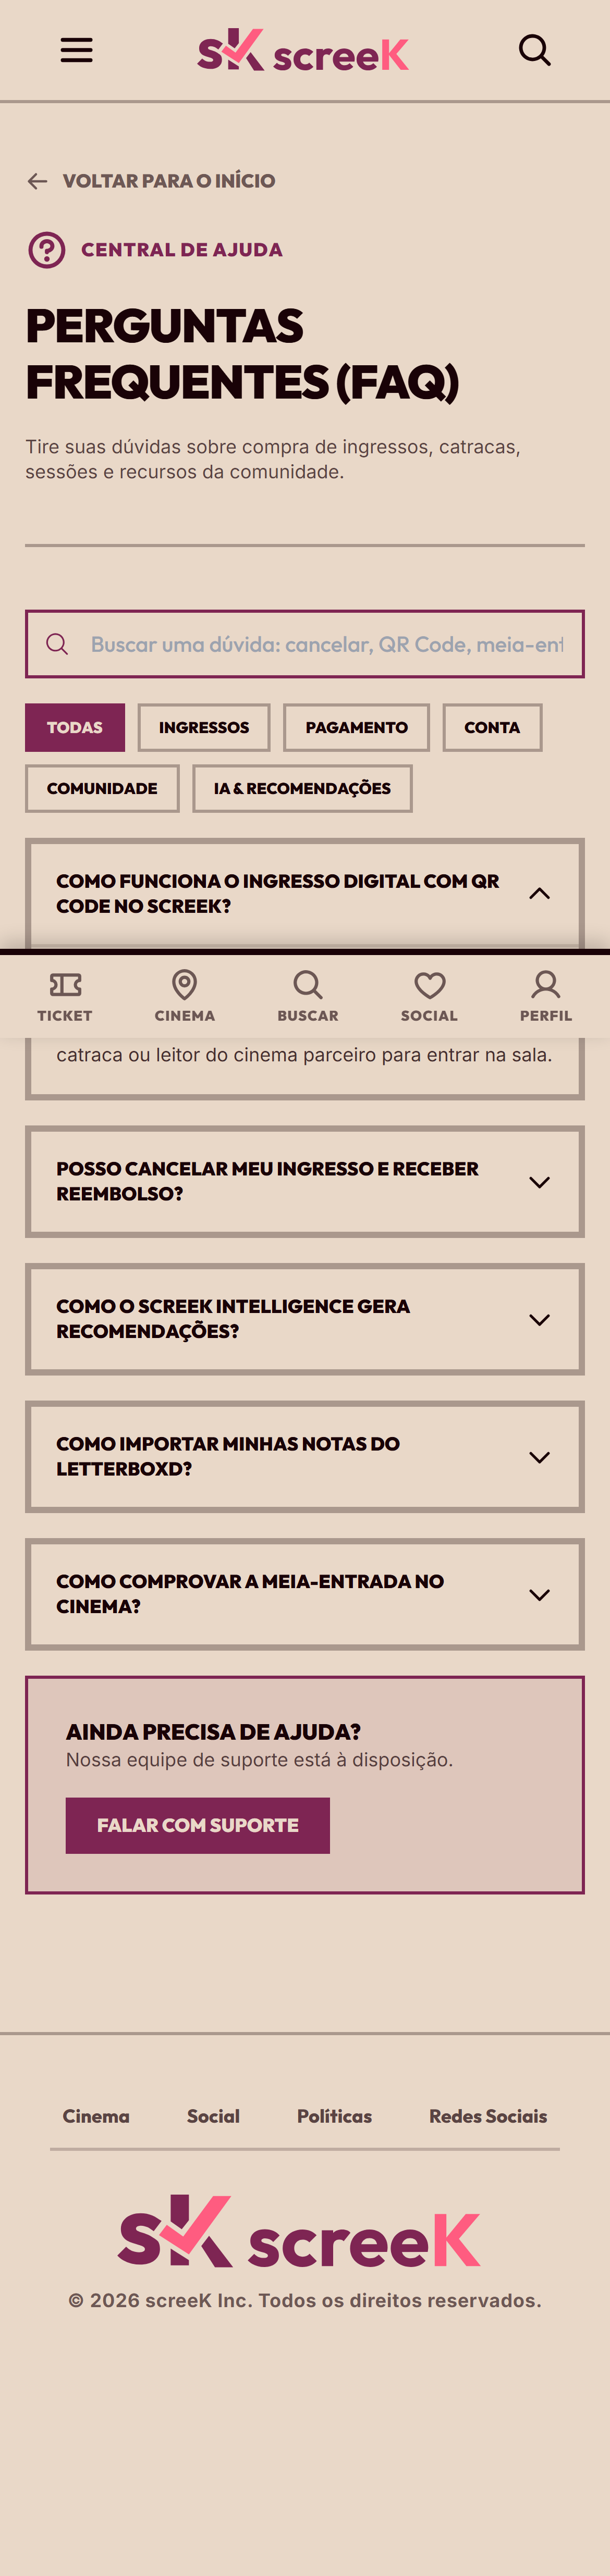 sK screeK
VOLTAR PARA O INÍCIO
CENTRAL DE AJUDA
PERGUNTAS
FREQUENTES (FAQ)
Tire suas dúvidas sobre compra de ingressos, catracas,
sessões e recursos da comunidade.
Buscar uma dúvida: cancelar, QR Code, meia-ent
TODAS
INGRESSOS
PAGAMENTO
CONTA
COMUNIDADE
IA & RECOMENDAÇÕES
COMO FUNCIONA O INGRESSO DIGITAL COM QR
CODE NO SCREEK?
TICKET
CINEMA
BUSCAR
SOCIAL
PERFIL
catraca ou leitor do cinema parceiro para entrar na sala.
POSSO CANCELAR MEU INGRESSO E RECEBER
REEMBOLSO?
COMO O SCREEK INTELLIGENCE GERA
RECOMENDAÇÕES?
COMO IMPORTAR MINHAS NOTAS DO
LETTERBOXD?
COMO COMPROVAR A MEIA-ENTRADA NO
CINEMA?
AINDA PRECISA DE AJUDA?
Nossa equipe de suporte está à disposição.
FALAR COM SUPORTE
Cinema
Social
Políticas
Redes Sociais
sK screeK
© 2026 screeK Inc. Todos os direitos reservados.